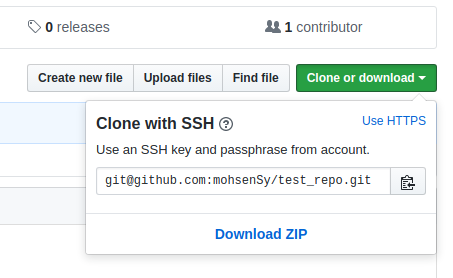 0 releases
1 contributor
Create new file Upload files Find file Clone or download
Clone with SSH ?
Use HTTPS
Use an SSH key and passphrase from account.
git@github.com:mohsenSy/test_repo.git
Download ZIP